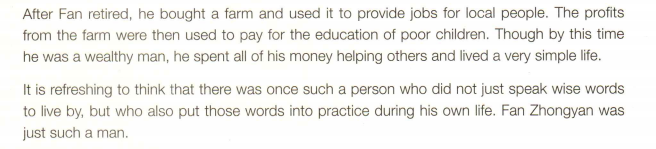 After Fan retired, he bought a farm and used it to provide jobs for local people. The profits
from the farm were then used to pay for the education of poor children. Though by this time
he was a wealthy man, he spent all of his money helping others and lived a very simple life.
It is refreshing to think that there was once such a person who did not just speak wise words
to live by, but who also put those words into practice during his own life. Fan Zhongyan was
just such a man.